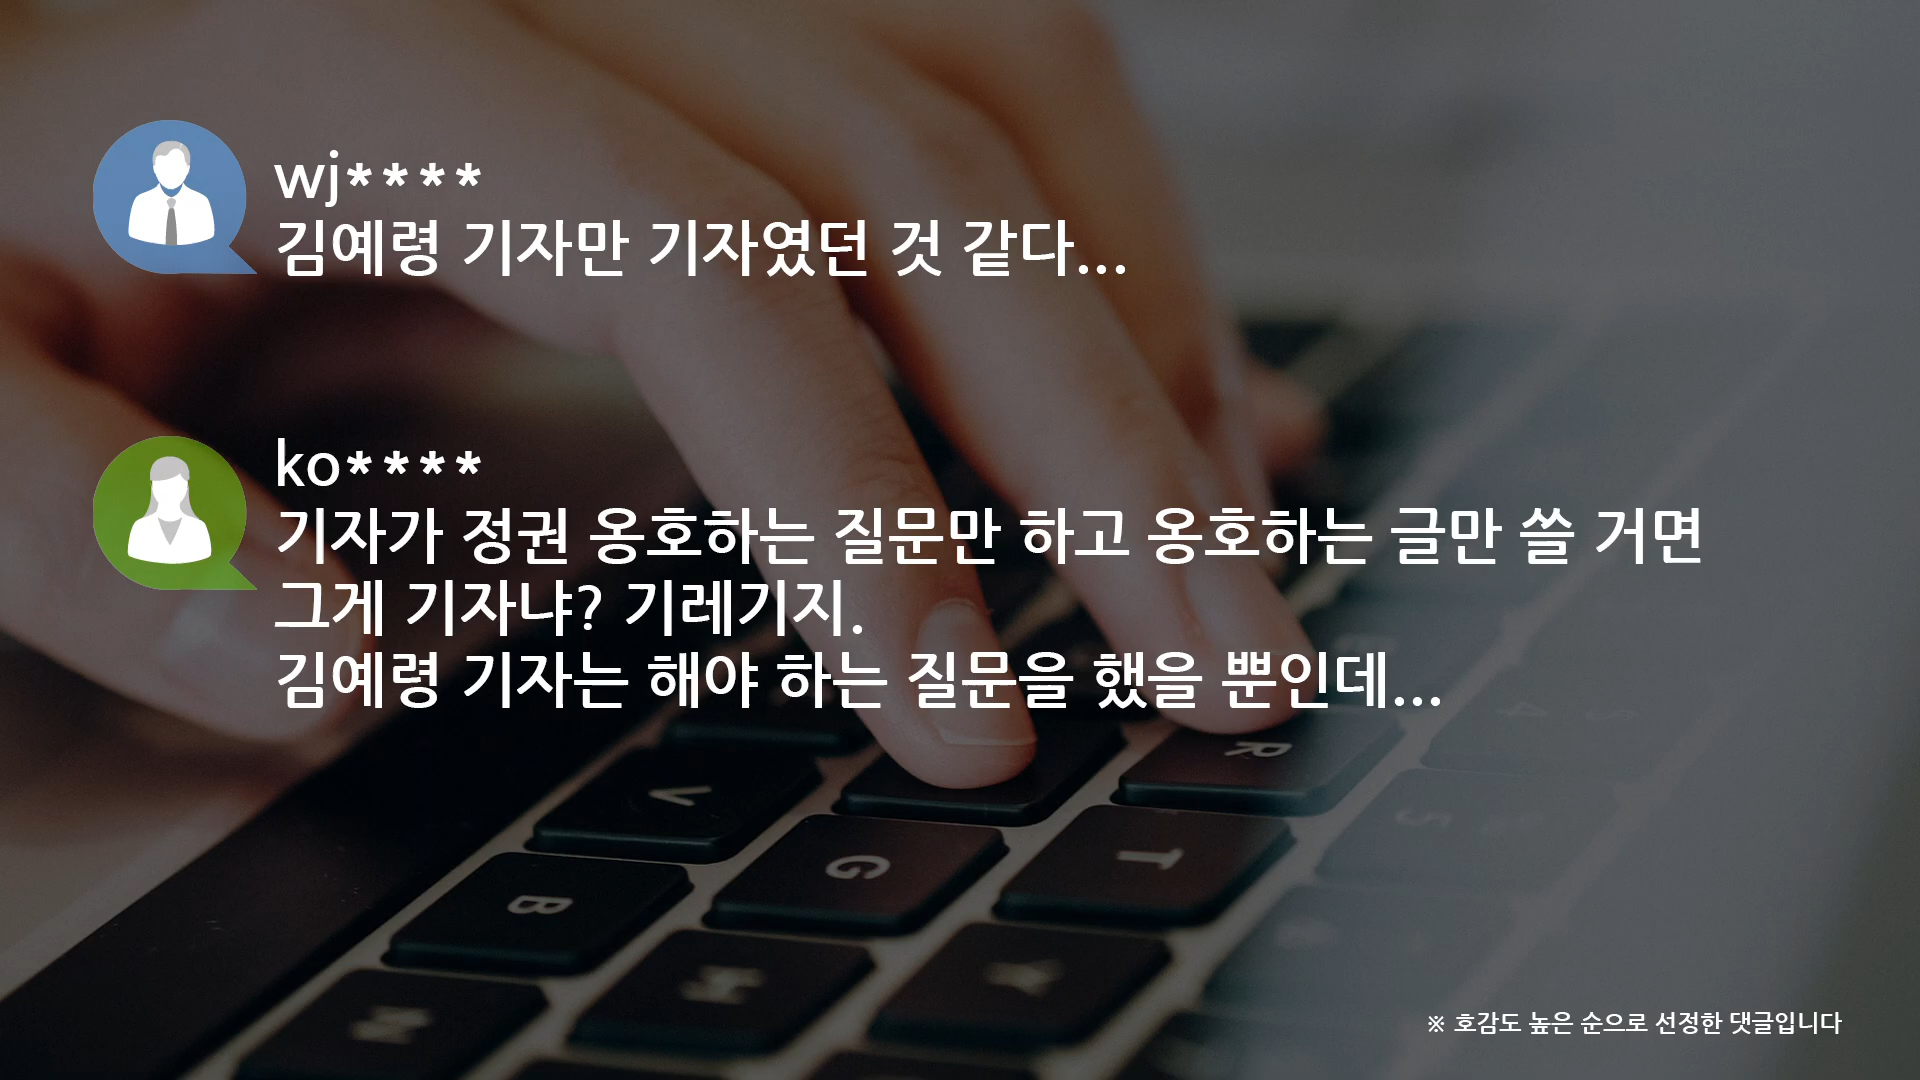 wj****
김예령 기자만 기자였던 것 같다...
ko****
기자가 정권 옹호하는 질문만 하고 옹호하는 글만 쓸 거면
그게 기자냐? 기레기지.
김예령 기자는 해야 하는 질문을 했을 뿐인데...
R
V
T
G
5
B
Y
H
N
※ 호감도 높은 순으로 선정한 댓글입니다